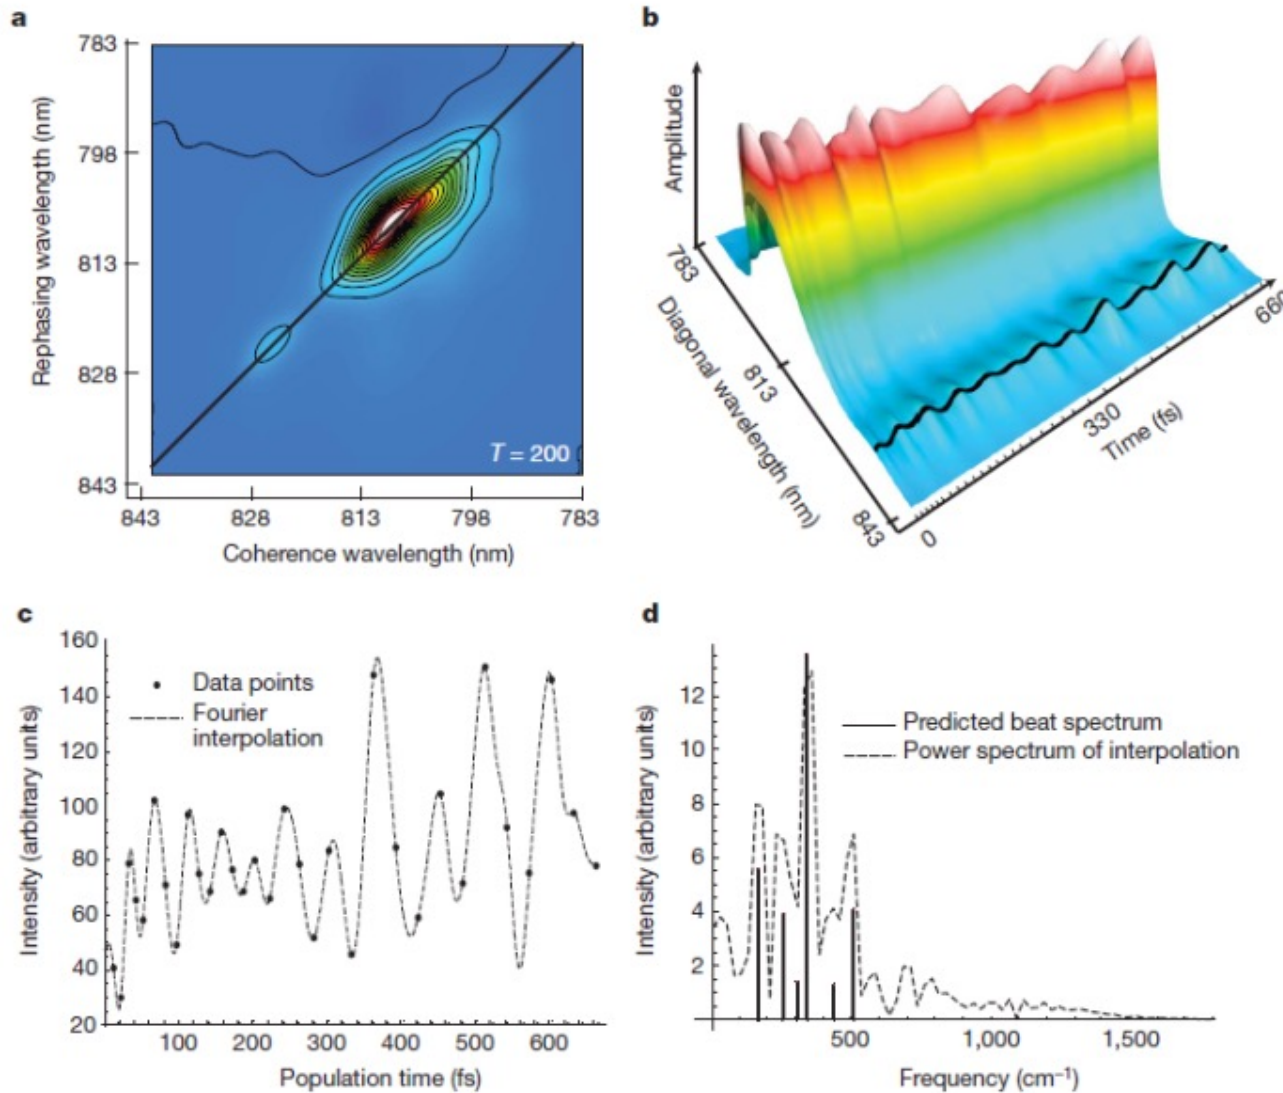 a
783
798
813
828
843
Rephasing wavelength (nm)
T = 200
843
828
813
798
783
Coherence wavelength (nm)
b
Amplitude
783
813
843
Diagonal wavelength (nm)
0
330
660
Time (fs)
c
160
140
120
100
80
60
40
20
Intensity (arbitrary units)
Data points
Fourier
interpolation
100
200
300
400
500
600
Population time (fs)
d
12
10
8
6
4
2
Intensity (arbitrary units)
Predicted beat spectrum
Power spectrum of interpolation
500
1,000
1,500
Frequency (cm⁻¹)